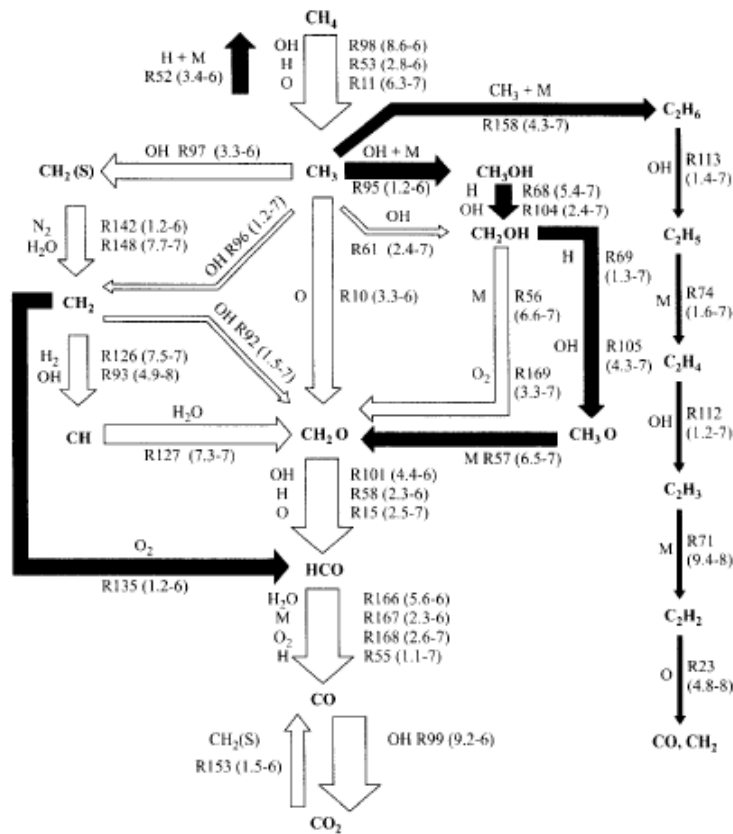 CH4
OH R98 (8.6-6)
H + M H R53 (2.8-6)
R52 (3.4-6) O R11 (6.3-7)
CH3 + M
R158 (4.3-7)
C2H6
OH R97 (3.3-6)
OH + M
CH2(S)
CH3
R95 (1.2-6)
CH3OH
OH R113
(1.4-7)
H R68 (5.4-7)
OH R104 (2.4-7)
N2 R142 (1.2-6)
H2O R148 (7.7-7)
OH R96 (1.2-7)
OH
R61 (2.4-7)
CH2OH
C2H5
H R69
(1.3-7)
CH2
O R10 (3.3-6)
M R56
(6.6-7)
M R74
(1.6-7)
OH R92 (1.5-7)
H2 R126 (7.5-7)
OH R93 (4.9-8)
OH R105
(4.3-7)
C2H4
O2 R169
(3.3-7)
H2O
CH
R127 (7.3-7)
CH2O
M R57 (6.5-7)
CH3O
OH R112
(1.2-7)
OH R101 (4.4-6)
H R58 (2.3-6)
O R15 (2.5-7)
C2H3
O2
R135 (1.2-6)
HCO
M R71
(9.4-8)
H2O R166 (5.6-6)
M R167 (2.3-6)
O2 R168 (2.6-7)
H R55 (1.1-7)
C2H2
O R23
(4.8-8)
CO
CH2(S)
R153 (1.5-6)
OH R99 (9.2-6)
CO, CH2
CO2